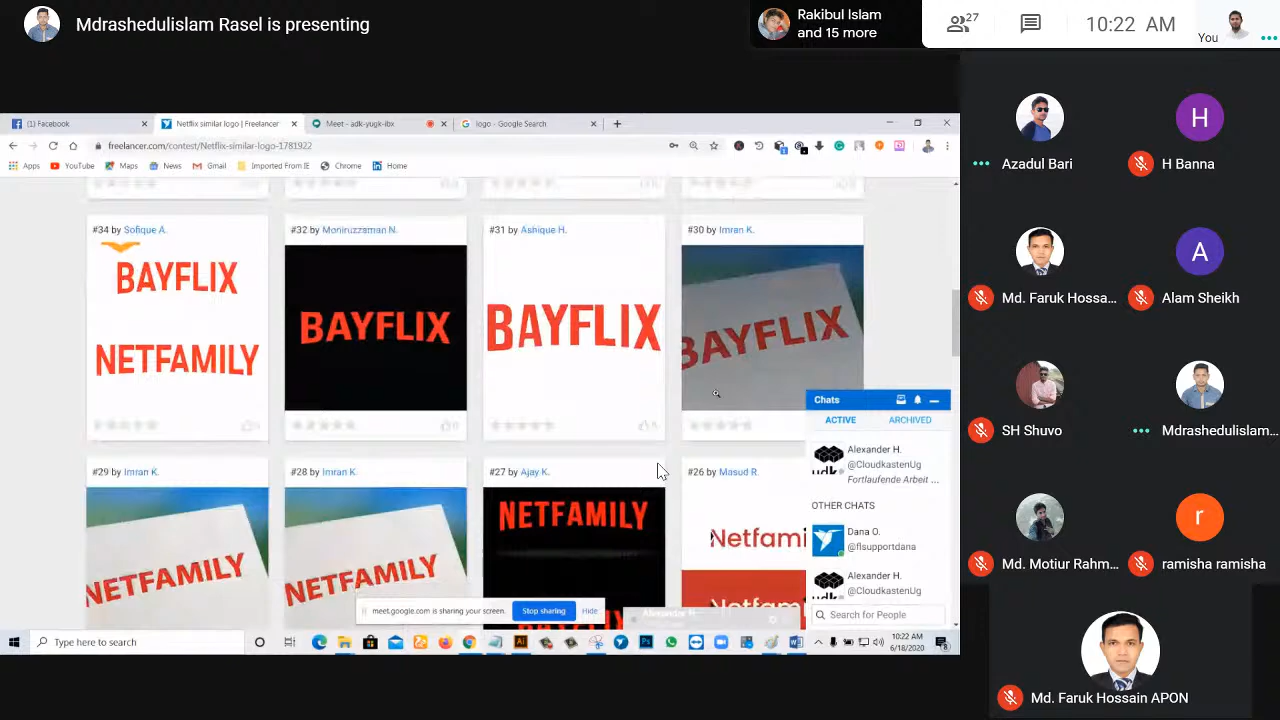 Mdrashedulislam Rasel is presenting
Rakibul Islam
and 15 more
27
10:22 AM
You
(1) Facebook
Netflix similar logo | Freelancer
Meet - adk-yugk-ibx
logo - Google Search
freelancer.com/contest/Netflix-similar-logo-1781922
Apps
YouTube
Maps
News
Gmail
Imported From IE
Chrome
Home
#34 by Sofique A.
BAYFLIX
NETFAMILY
#32 by Moniruzzaman N.
BAYFLIX
#31 by Ashique H.
BAYFLIX
#30 by Imran K.
BAYFLIX
#29 by Imran K.
NETFAMILY
#28 by Imran K.
NETFAMILY
#27 by Ajay K.
NETFAMILY
#26 by Masud R.
Netfami
Netfami
Chats
ACTIVE
ARCHIVED
Alexander H.
@CloudkastenUg
Fortlaufende Arbeit ...
OTHER CHATS
Dana O.
@flsupportdana
Alexander H.
@CloudkastenUg
Search for People
meet.google.com is sharing your screen.
Stop sharing
Hide
Alexander H.
Type here to search
10:22 AM
6/18/2020
Azadul Bari
H
H Banna
Md. Faruk Hossa...
A
Alam Sheikh
SH Shuvo
Mdrashedulislam...
Md. Motiur Rahm...
r
ramisha ramisha
Md. Faruk Hossain APON